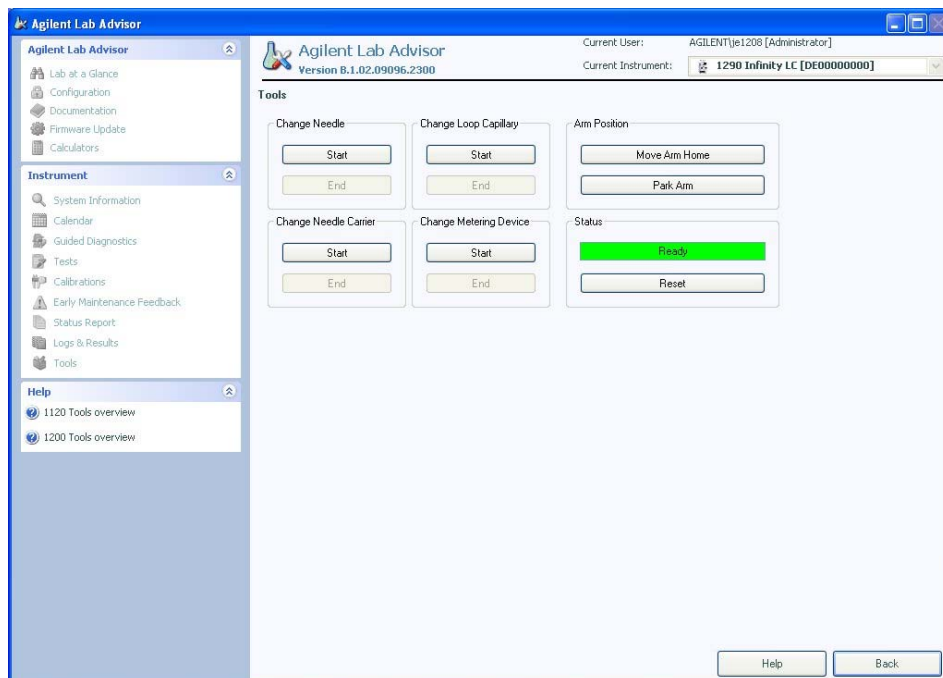 Agilent Lab Advisor
Agilent Lab Advisor
Lab at a Glance
Configuration
Documentation
Firmware Update
Calculators
Instrument
System Information
Calendar
Guided Diagnostics
Tests
Calibrations
Early Maintenance Feedback
Status Report
Logs & Results
Tools
Help
1120 Tools overview
1200 Tools overview
Agilent Lab Advisor
Version B.1.02.09096.2300
Current User: AGILENT\je1208 [Administrator]
Current Instrument: 1290 Infinity LC [DE00000000]
Tools
Change Needle
Start
End
Change Loop Capillary
Start
End
Arm Position
Move Arm Home
Park Arm
Change Needle Carrier
Start
End
Change Metering Device
Start
End
Status
Ready
Reset
Help Back